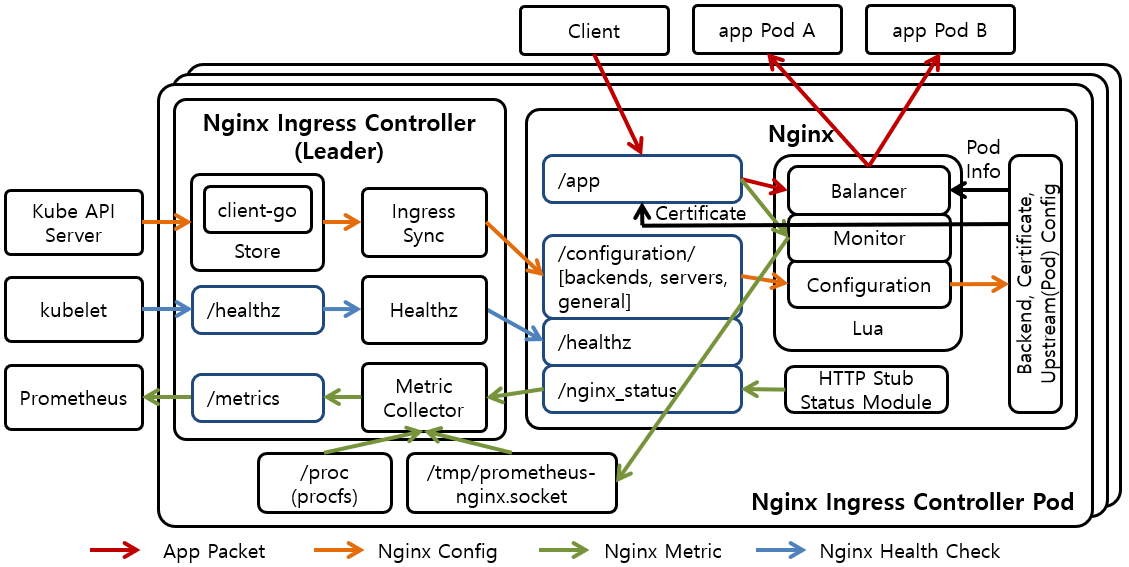 Client
app Pod A
app Pod B
Nginx Ingress Controller
(Leader)
Nginx
Pod
Info
Kube API
Server
client-go
Store
Ingress
Sync
/app
Certificate
Balancer
Monitor
Configuration
Lua
/configuration/
[backends, servers,
general]
Backend, Certificate,
Upstream(Pod) Config
kubelet
/healthz
Healthz
/healthz
Prometheus
/metrics
Metric
Collector
/nginx_status
HTTP Stub
Status Module
/proc
(procfs)
/tmp/prometheus-
nginx.socket
Nginx Ingress Controller Pod
App Packet
Nginx Config
Nginx Metric
Nginx Health Check